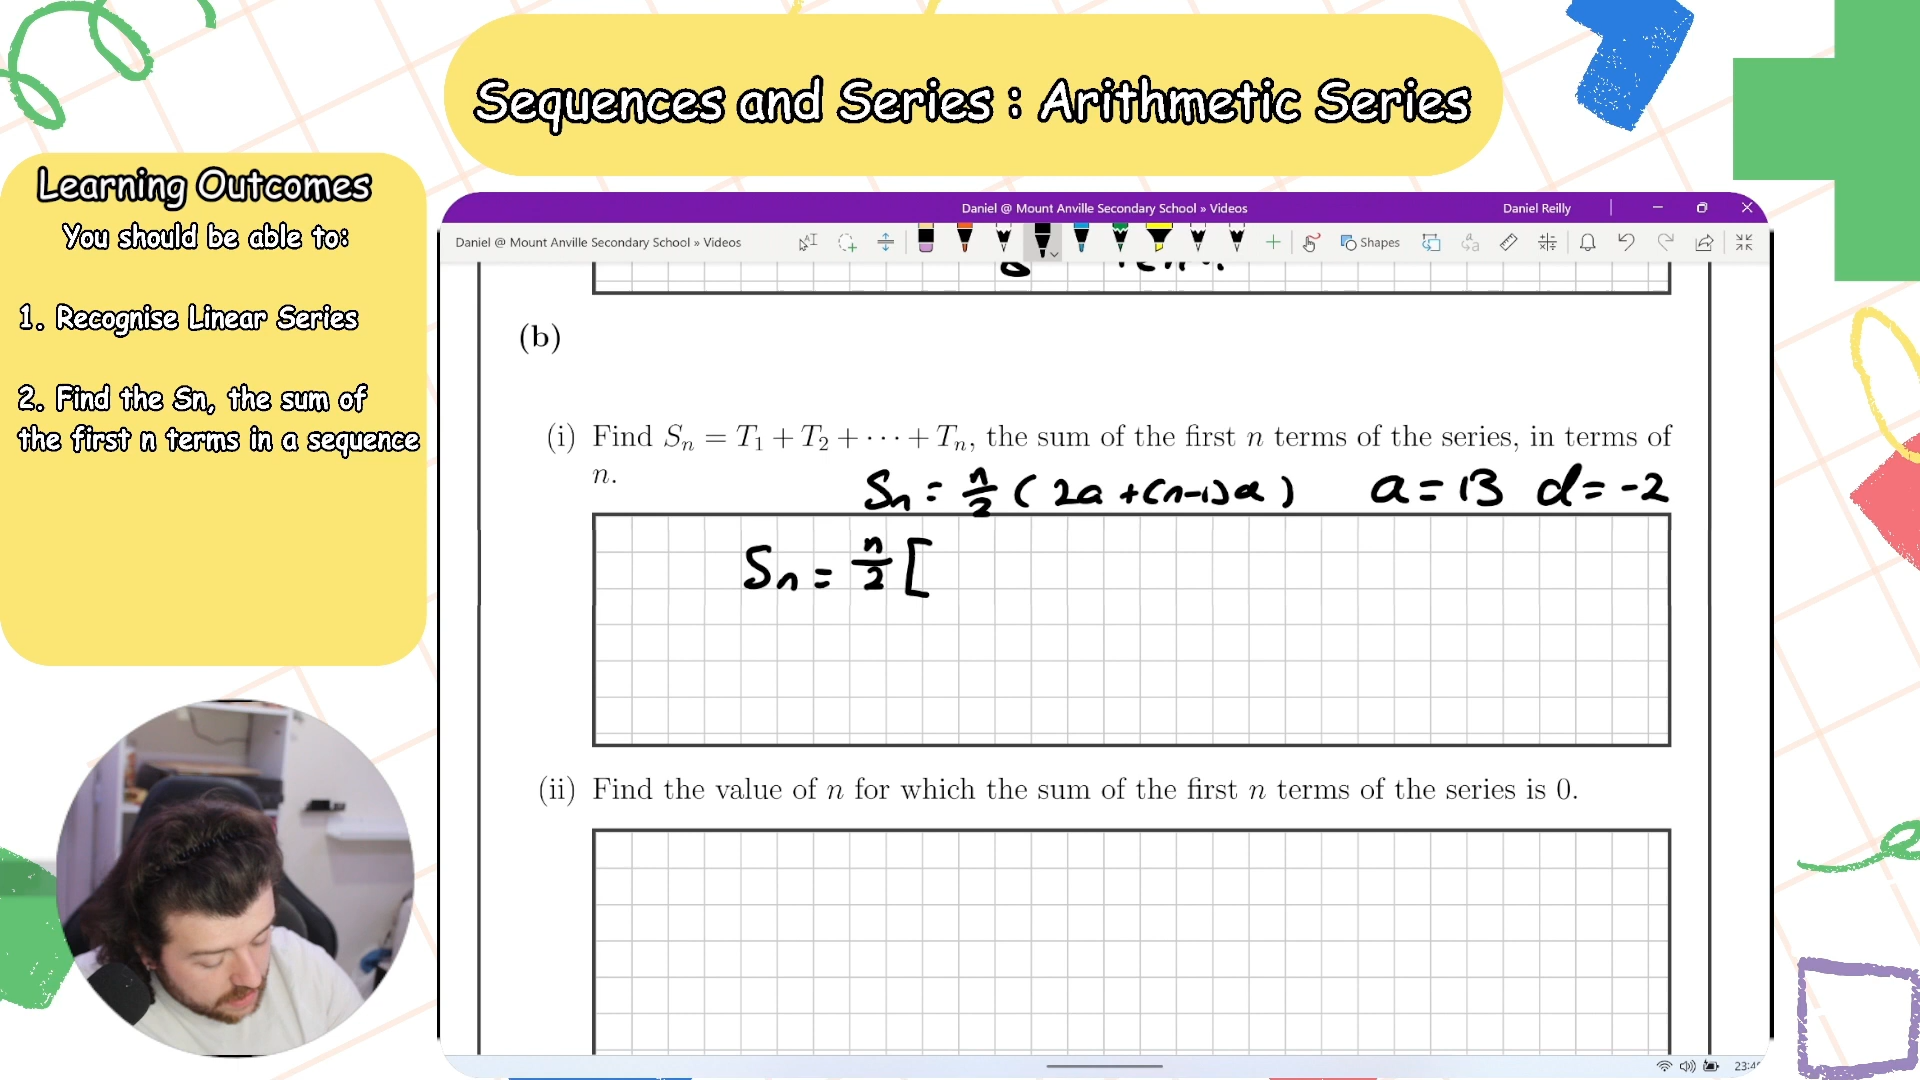 Sequences and Series : Arithmetic Series
Learning Outcomes
You should be able to:
1. Recognise Linear Series
2. Find the Sn, the sum of
the first n terms in a sequence
Daniel @ Mount Anville Secondary School » Videos
Daniel Reilly
Daniel @ Mount Anville Secondary School » Videos
Shapes
(b)
(i) Find Sₙ = T₁ + T₂ + ··· + Tₙ, the sum of the first n terms of the series, in terms of
n.
Sₙ = n/2 ( 2a + (n-1)d ) a = 13 d = -2
Sₙ = n/2 [
(ii) Find the value of n for which the sum of the first n terms of the series is 0.